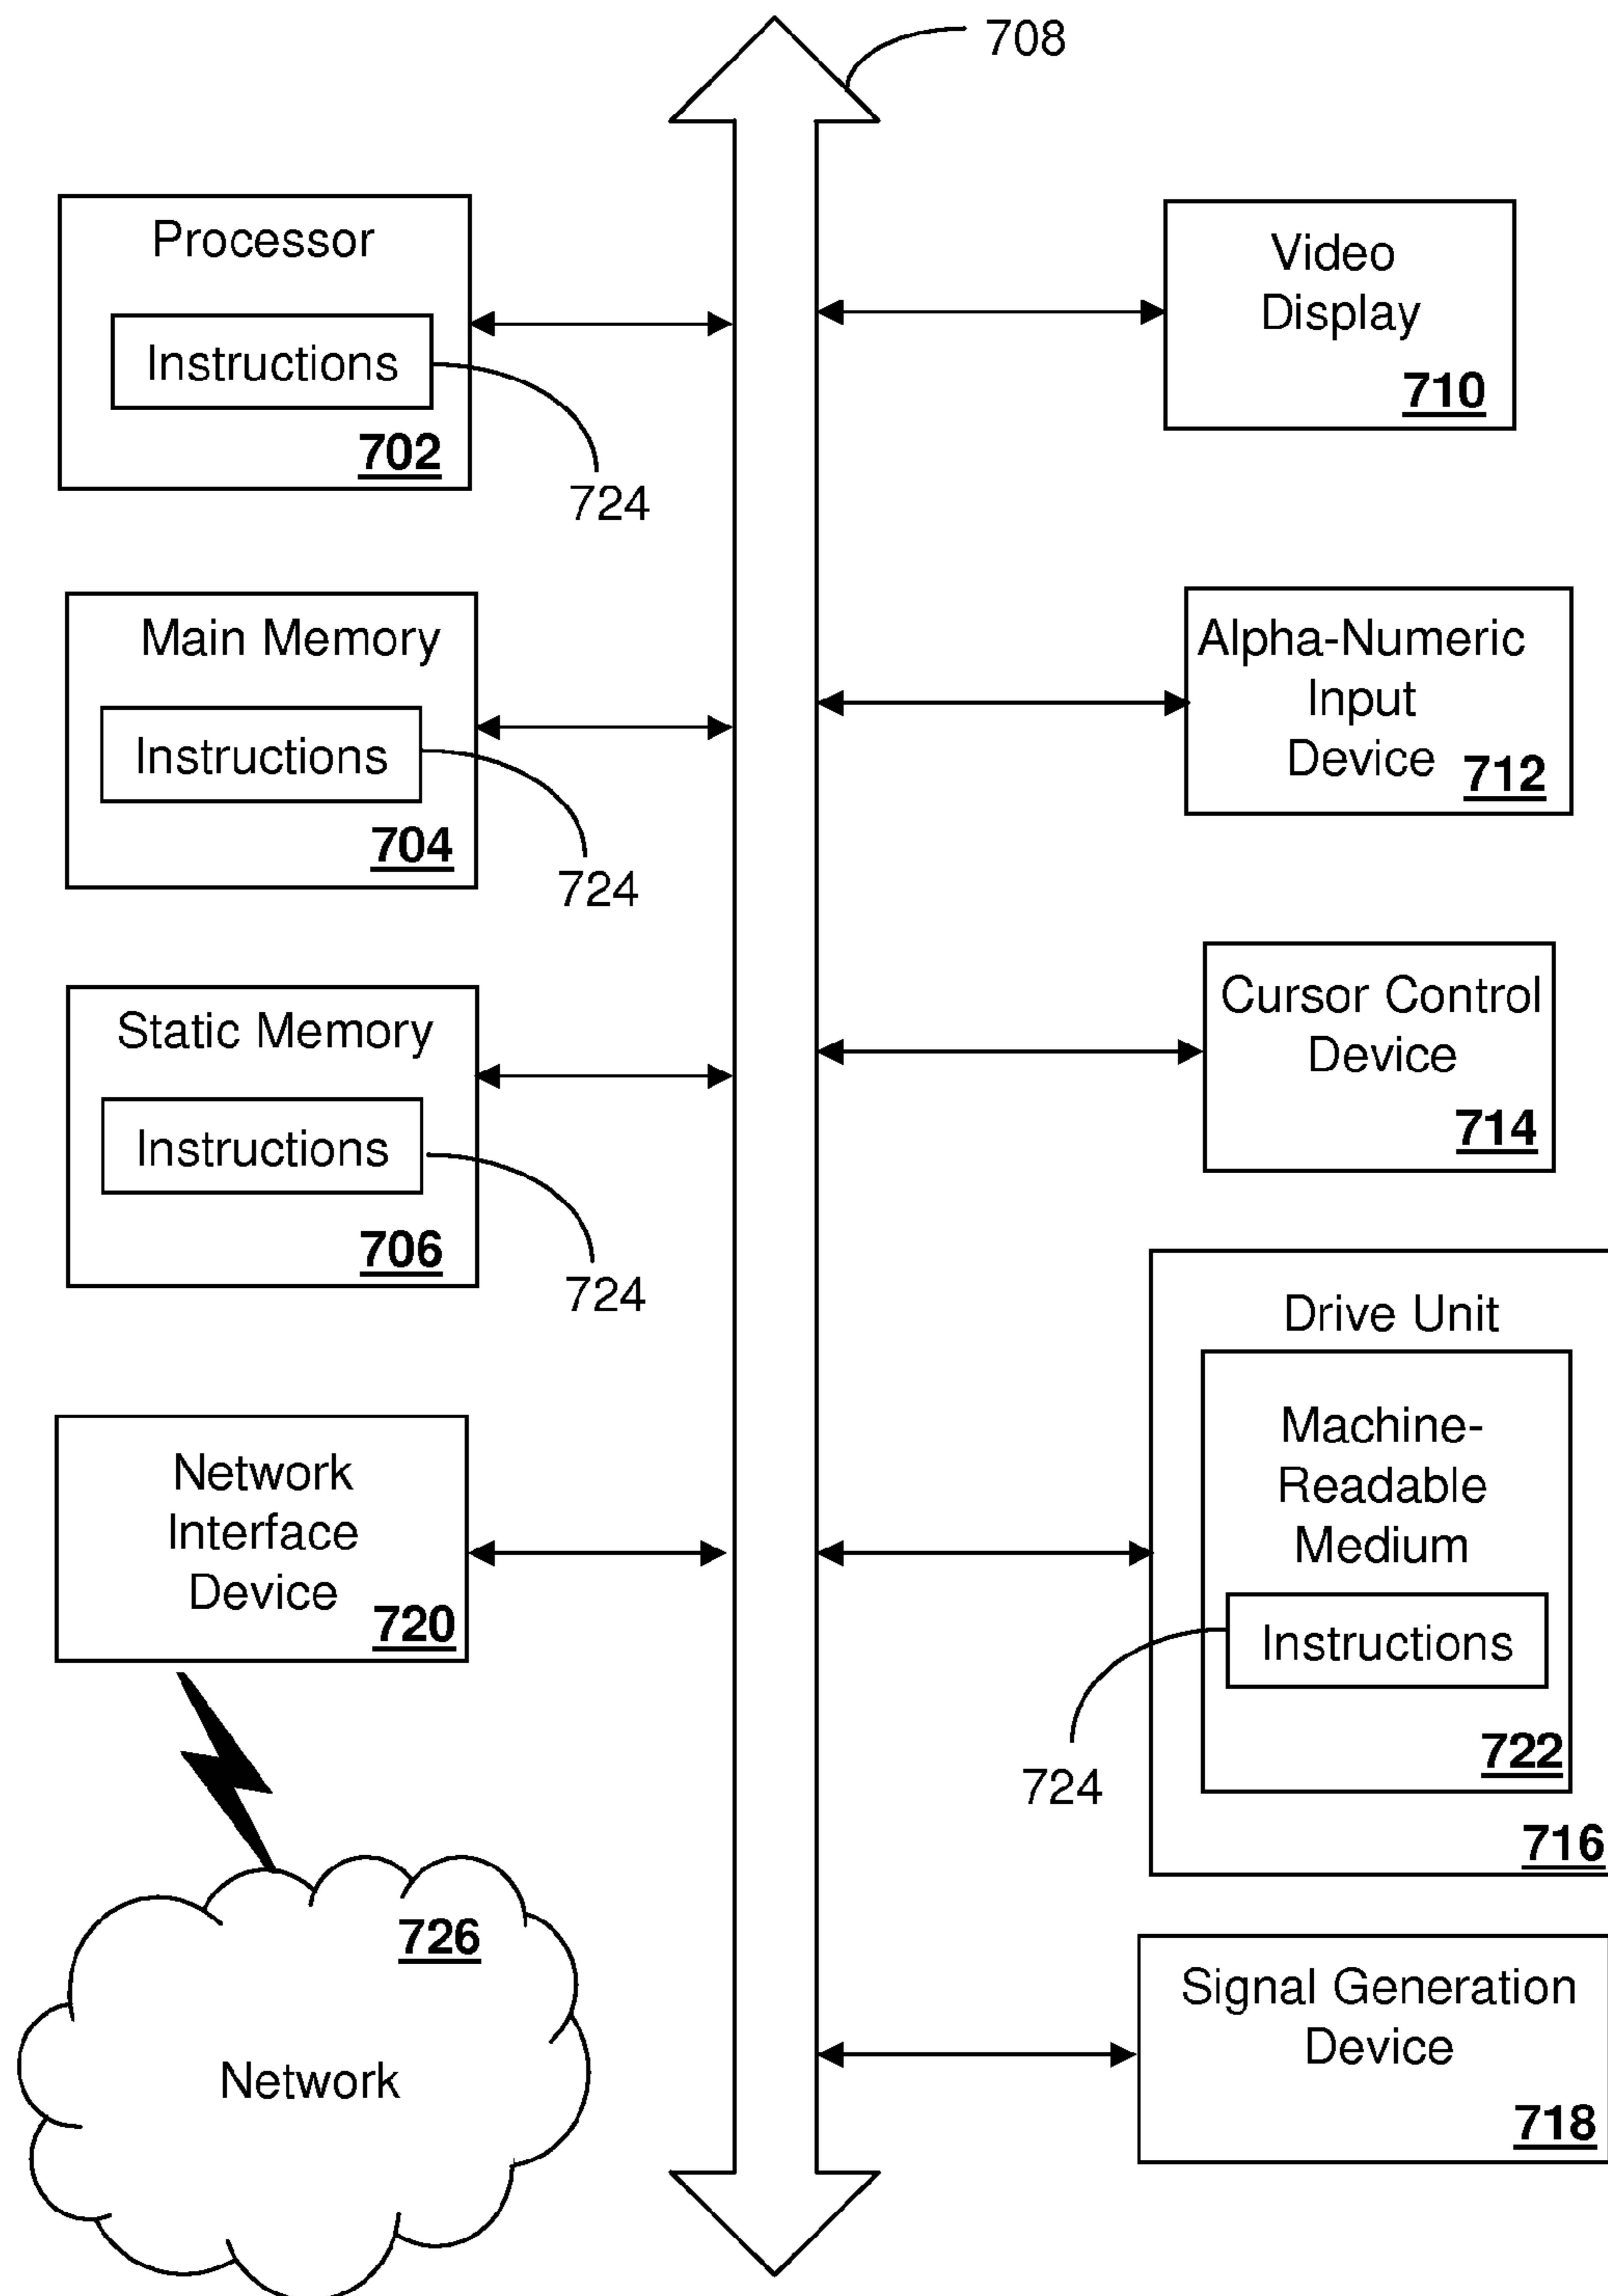 708
Processor
Instructions
702
724
Main Memory
Instructions
704
724
Static Memory
Instructions
706
724
Network
Interface
Device
720
726
Network
Video
Display
710
Alpha-Numeric
Input
Device
712
Cursor Control
Device
714
Drive Unit
Machine-
Readable
Medium
Instructions
724
722
716
Signal Generation
Device
718